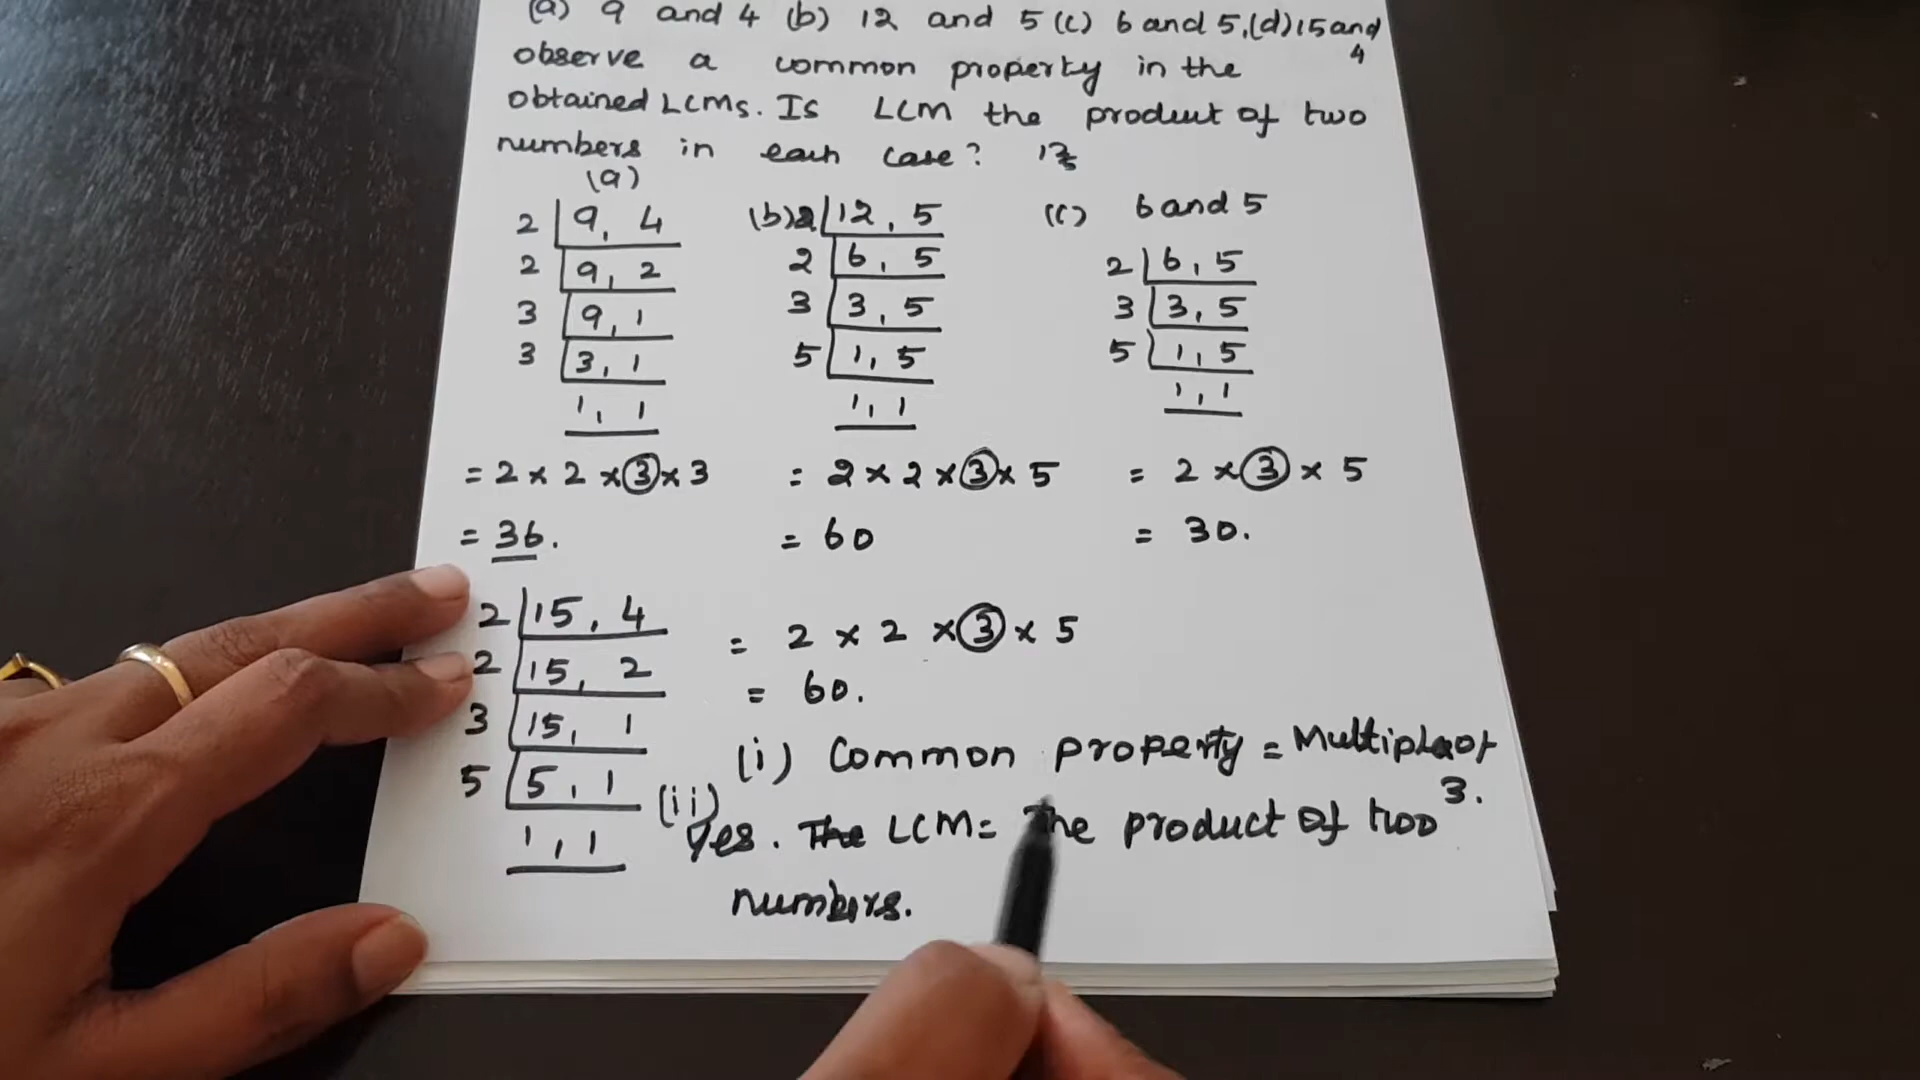 (a) 9 and 4 (b) 12 and 5 (c) 6 and 5, (d) 15 and
4
observe a common property in the
obtained LCMs. Is LCM the product of two
numbers in each case?
(a)
2 | 9, 4
2 | 9, 2
3 | 9, 1
3 | 3, 1
1, 1
= 2 × 2 × 3 × 3
= 36.
(b) 2 | 12, 5
2 | 6, 5
3 | 3, 5
5 | 1, 5
1, 1
= 2 × 2 × 3 × 5
= 60
(c) 6 and 5
2 | 6, 5
3 | 3, 5
5 | 1, 5
1, 1
= 2 × 3 × 5
= 30.
2 | 15, 4
2 | 15, 2
3 | 15, 1
5 | 5, 1
1, 1
= 2 × 2 × 3 × 5
= 60.
(i) Common property = Multiple of
3.
(ii) Yes. The LCM = The product of two
numbers.